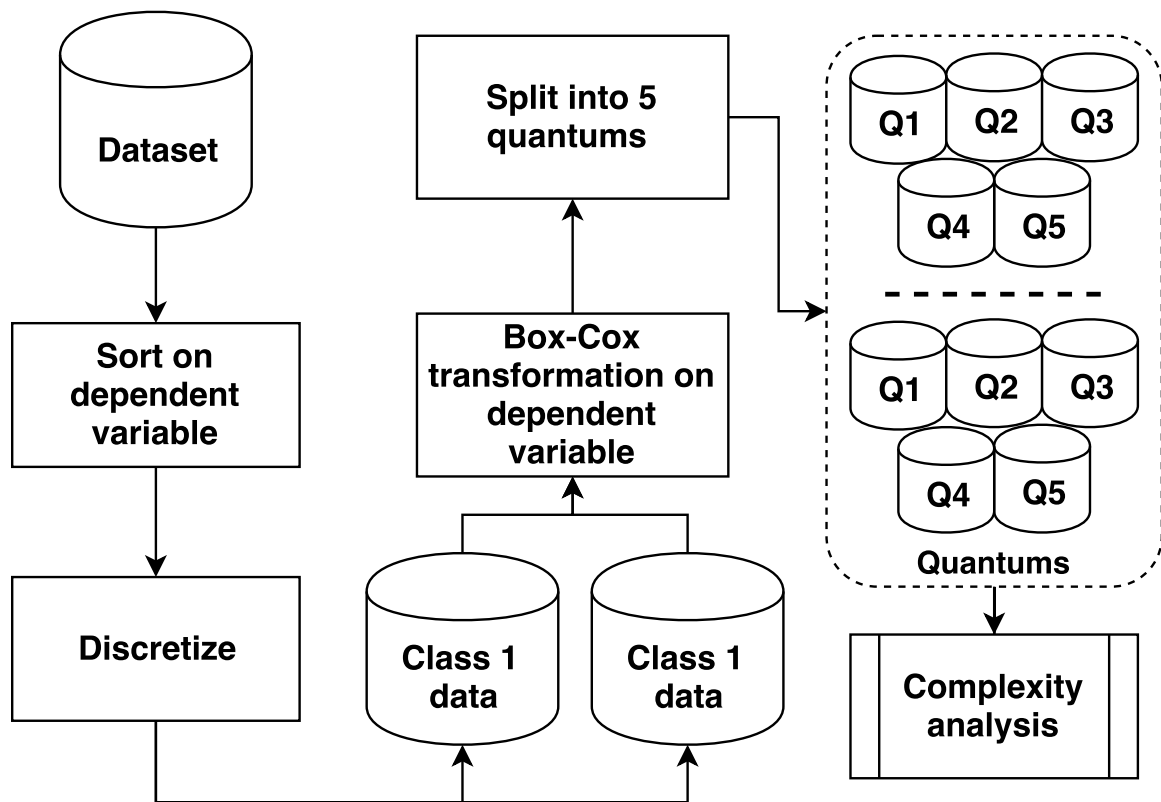 Dataset
Sort on
dependent
variable
Discretize
Class 1
data
Class 1
data
Box-Cox
transformation on
dependent
variable
Split into 5
quantums
Q1 Q2 Q3
Q4 Q5
Q1 Q2 Q3
Q4 Q5
Quantums
Complexity
analysis